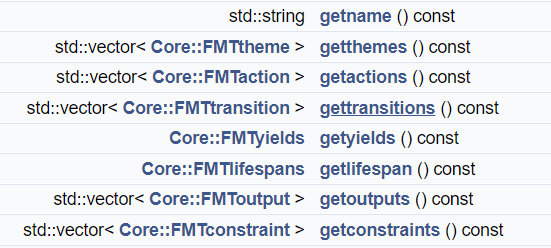 std::string getname () const
std::vector< Core::FMTtheme > getthemes () const
std::vector< Core::FMTaction > getactions () const
std::vector< Core::FMTtransition > gettransitions () const
Core::FMTyields getyields () const
Core::FMTlifespans getlifespan () const
std::vector< Core::FMToutput > getoutputs () const
std::vector< Core::FMTconstraint > getconstraints () const